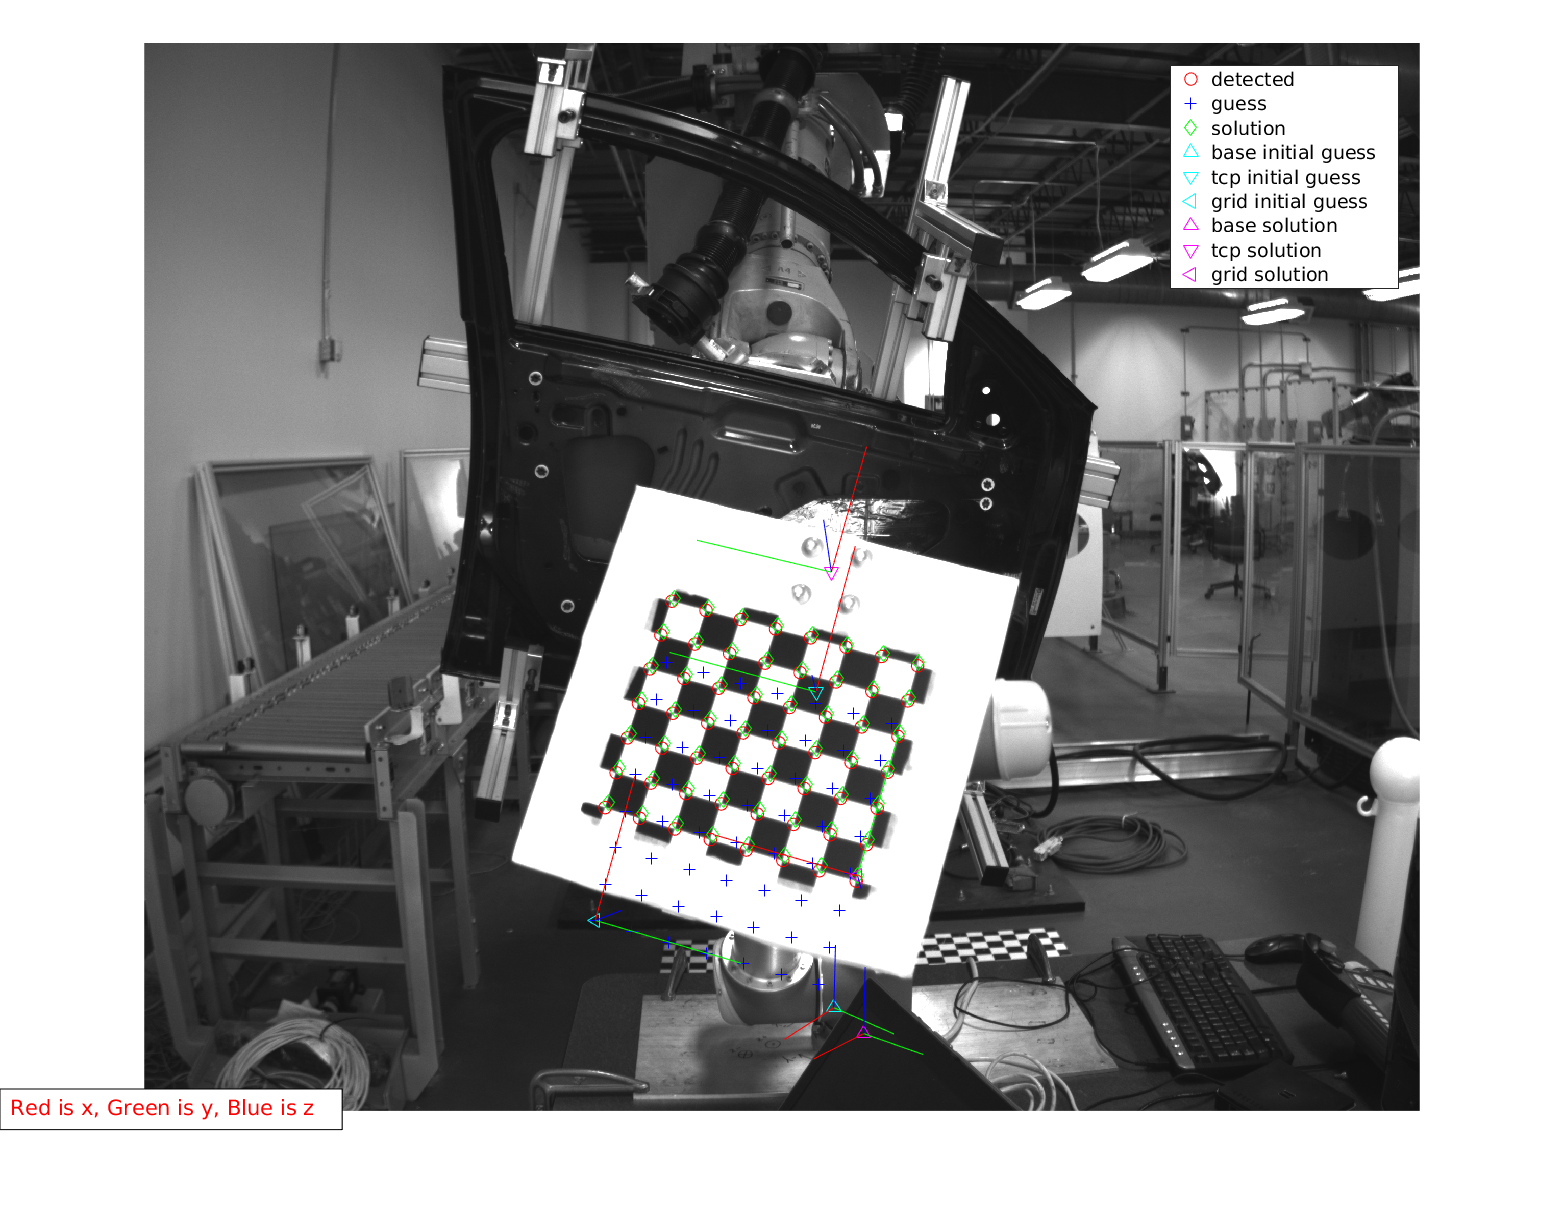 detected
guess
solution
base initial guess
tcp initial guess
grid initial guess
base solution
tcp solution
grid solution
Red is x, Green is y, Blue is z